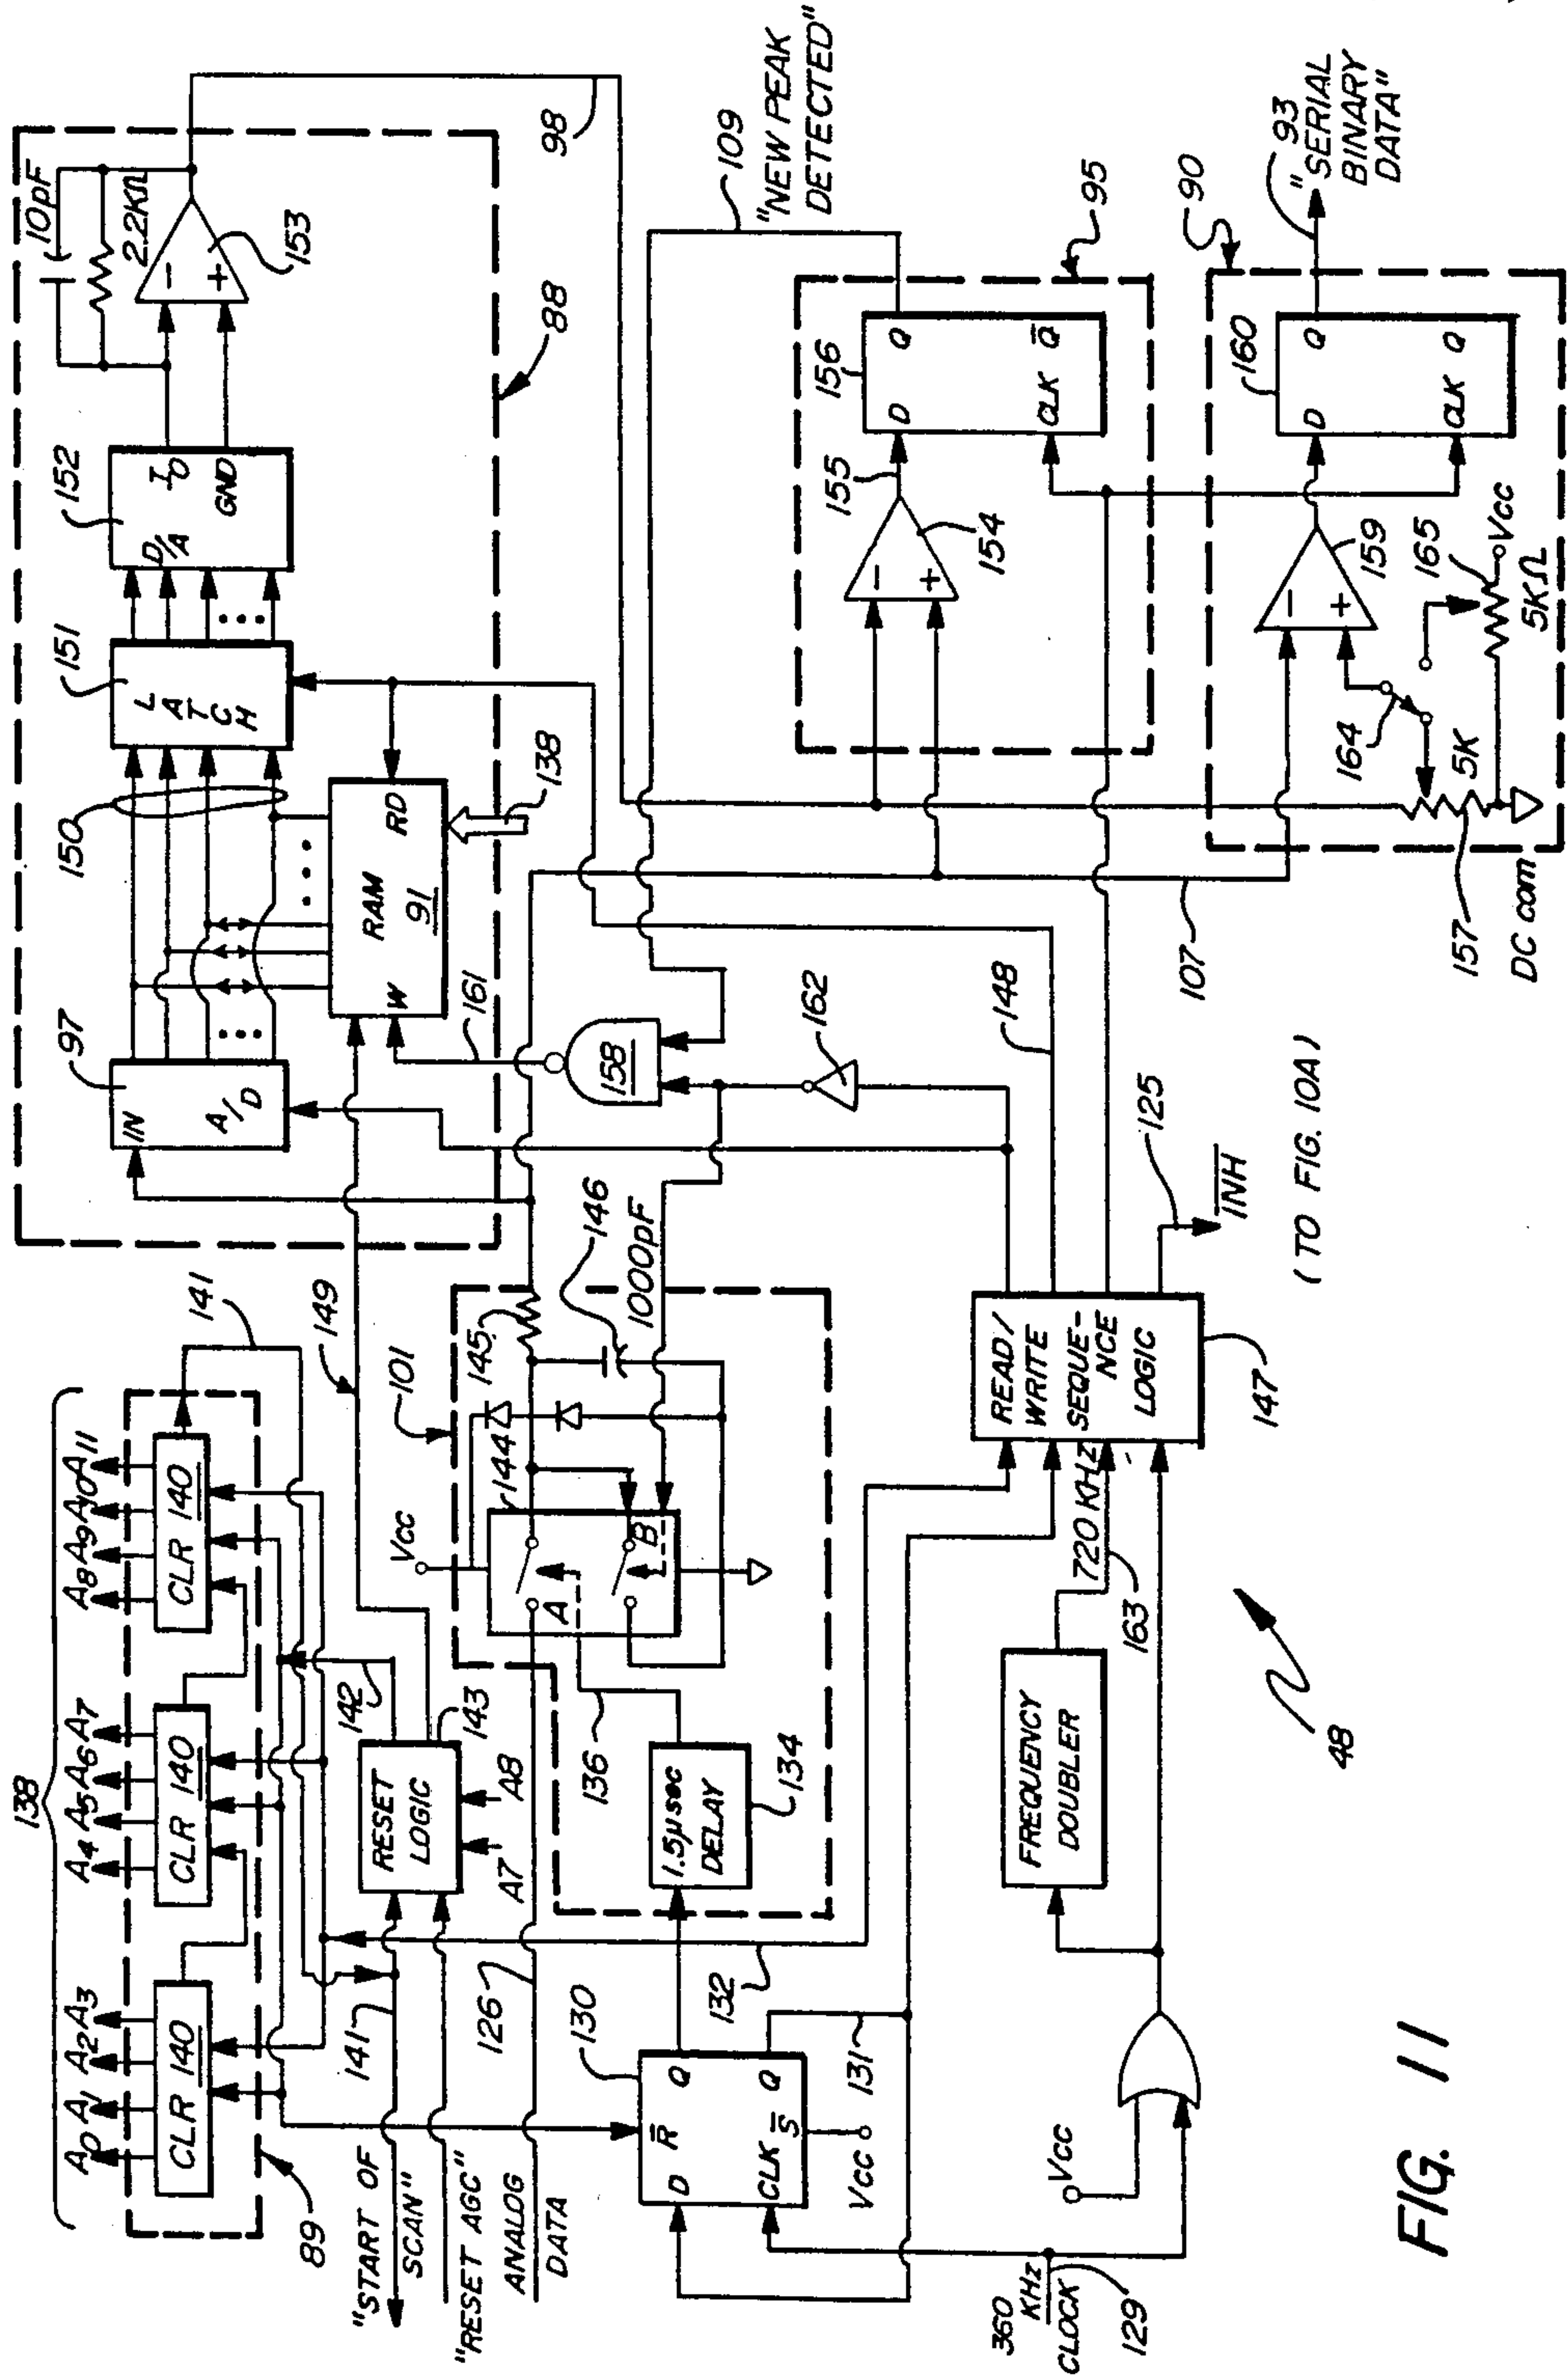 138
A0 A1 A2 A3
A4 A5 A6 A7
A8 A9 A10 A11
CLR 140
CLR 140
CLR 140
89
141
"START OF
SCAN"
141
"RESET AGC"
ANALOG
DATA
126
RESET
LOGIC
142
143
A7
A8
149
101
Vcc
144
145
146
1000pF
A
B
136
1.5µsec
DELAY
134
132
130
R̅
D
Q
CLK
S̅
Q
Vcc
131
360
KHz
CLOCK
129
Vcc
FREQUENCY
DOUBLER
720 KHz
163
READ/
WRITE
SEQUE-
NCE
LOGIC
147
125
INH̅
(TO FIG. 10A)
48
97
IN
A/D
150
151
LATCH
152
D/A
IO
GND
10pF
2.2KΩ
-
+
153
88
98
RAM
91
W
RD
138
161
158
162
148
107
109
"NEW PEAK
DETECTED"
95
156
D
Q
CLK
Q̅
155
-
+
154
90
93
"SERIAL
BINARY
DATA"
160
D
Q
CLK
Q
159
-
+
164
165
Vcc
5KΩ
5K
157
DC com
FIG. 11